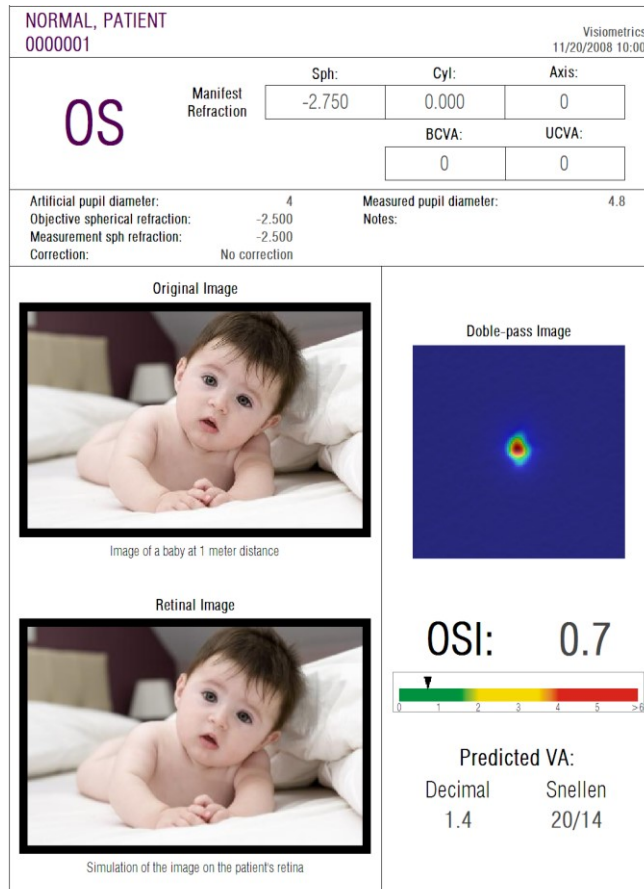 NORMAL, PATIENT
0000001
Visiometrics
11/20/2008 10:00
OS
Manifest Refraction
Sph: Cyl: Axis:
-2.750 0.000 0
BCVA: UCVA:
0 0
Artificial pupil diameter: 4
Objective spherical refraction: -2.500
Measurement sph refraction: -2.500
Correction: No correction
Measured pupil diameter: 4.8
Notes:
Original Image
Image of a baby at 1 meter distance
Retinal Image
Simulation of the image on the patient's retina
Doble-pass Image
OSI: 0.7
0 1 2 3 4 5 >6
Predicted VA:
Decimal Snellen
1.4 20/14